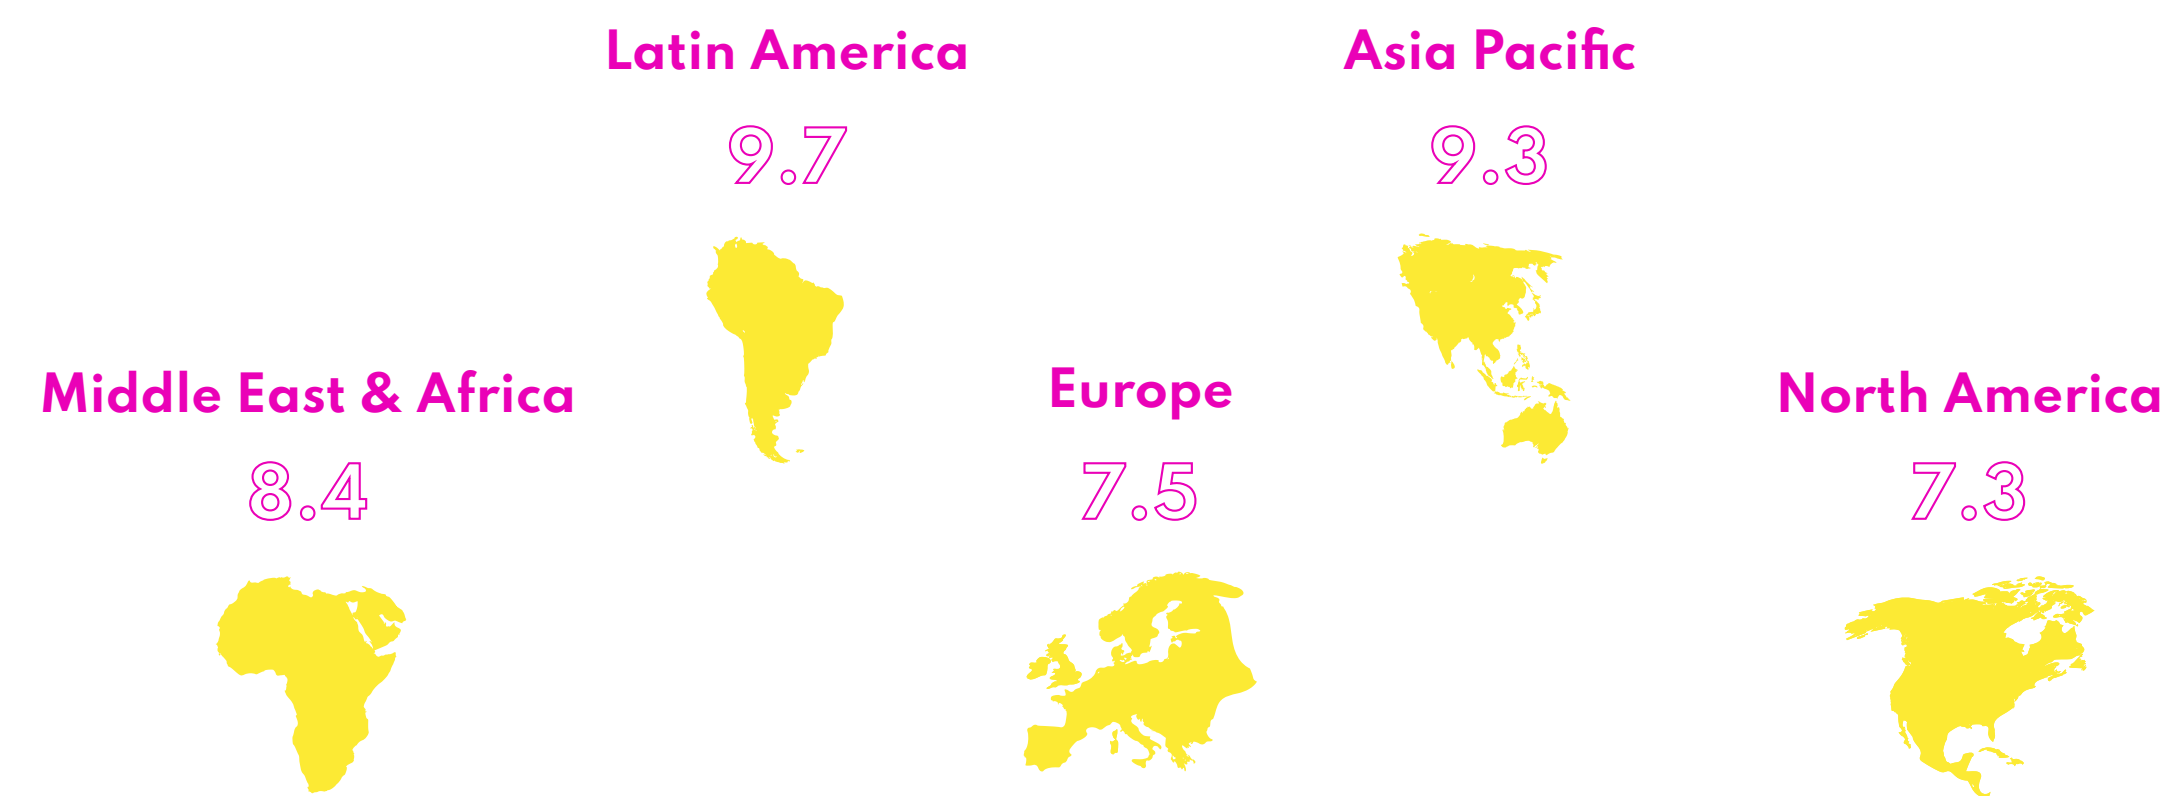 Latin America
9.7
Asia Pacific
9.3
Middle East & Africa
8.4
Europe
7.5
North America
7.3